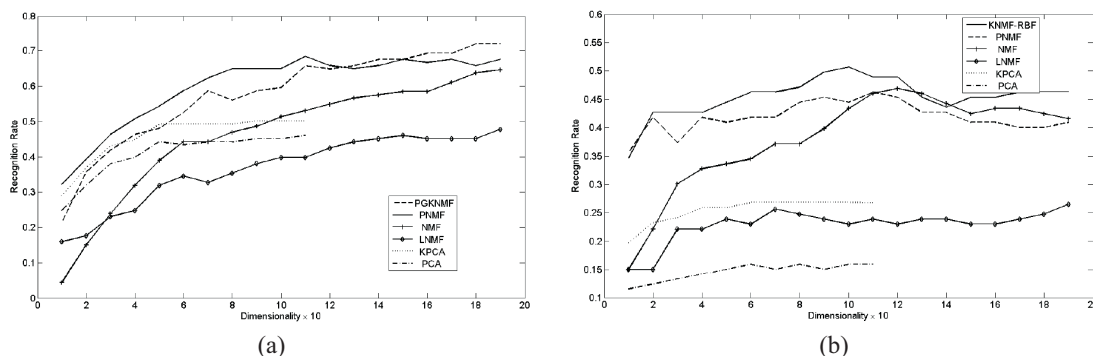 0.8
0.7
0.6
0.5
0.4
0.3
0.2
0.1
0
Recognition Rate
0 2 4 6 8 10 12 14 16 18 20
Dimensionality × 10
PGKNMF
PNMF
NMF
LNMF
KPCA
PCA
(a)
0.6
0.55
0.5
0.45
0.4
0.35
0.3
0.25
0.2
0.15
0.1
Recognition Rate
0 2 4 6 8 10 12 14 16 18 20
Dimensionality × 10
KNMF-RBF
PNMF
NMF
LNMF
KPCA
PCA
(b)